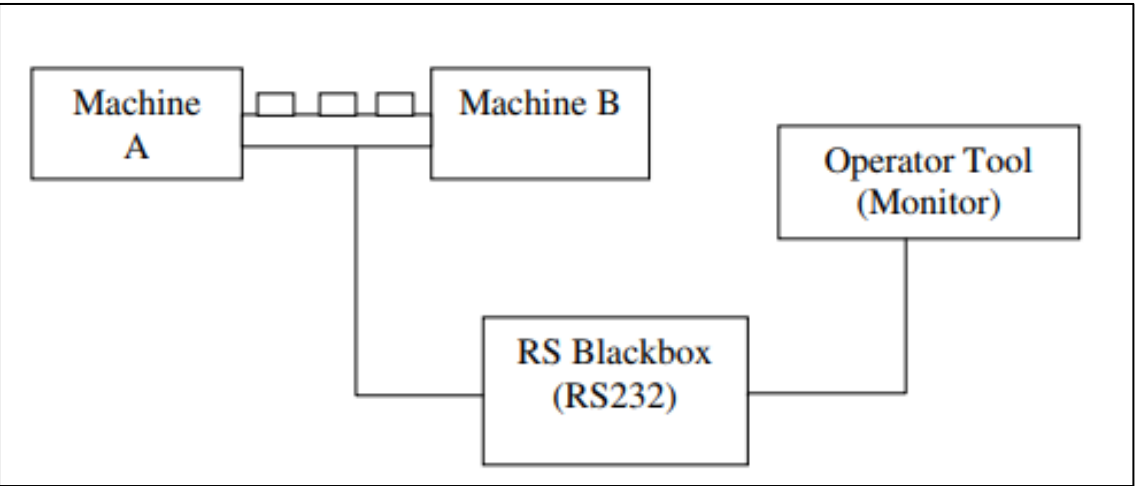 Machine
A
Machine B
Operator Tool
(Monitor)
RS Blackbox
(RS232)